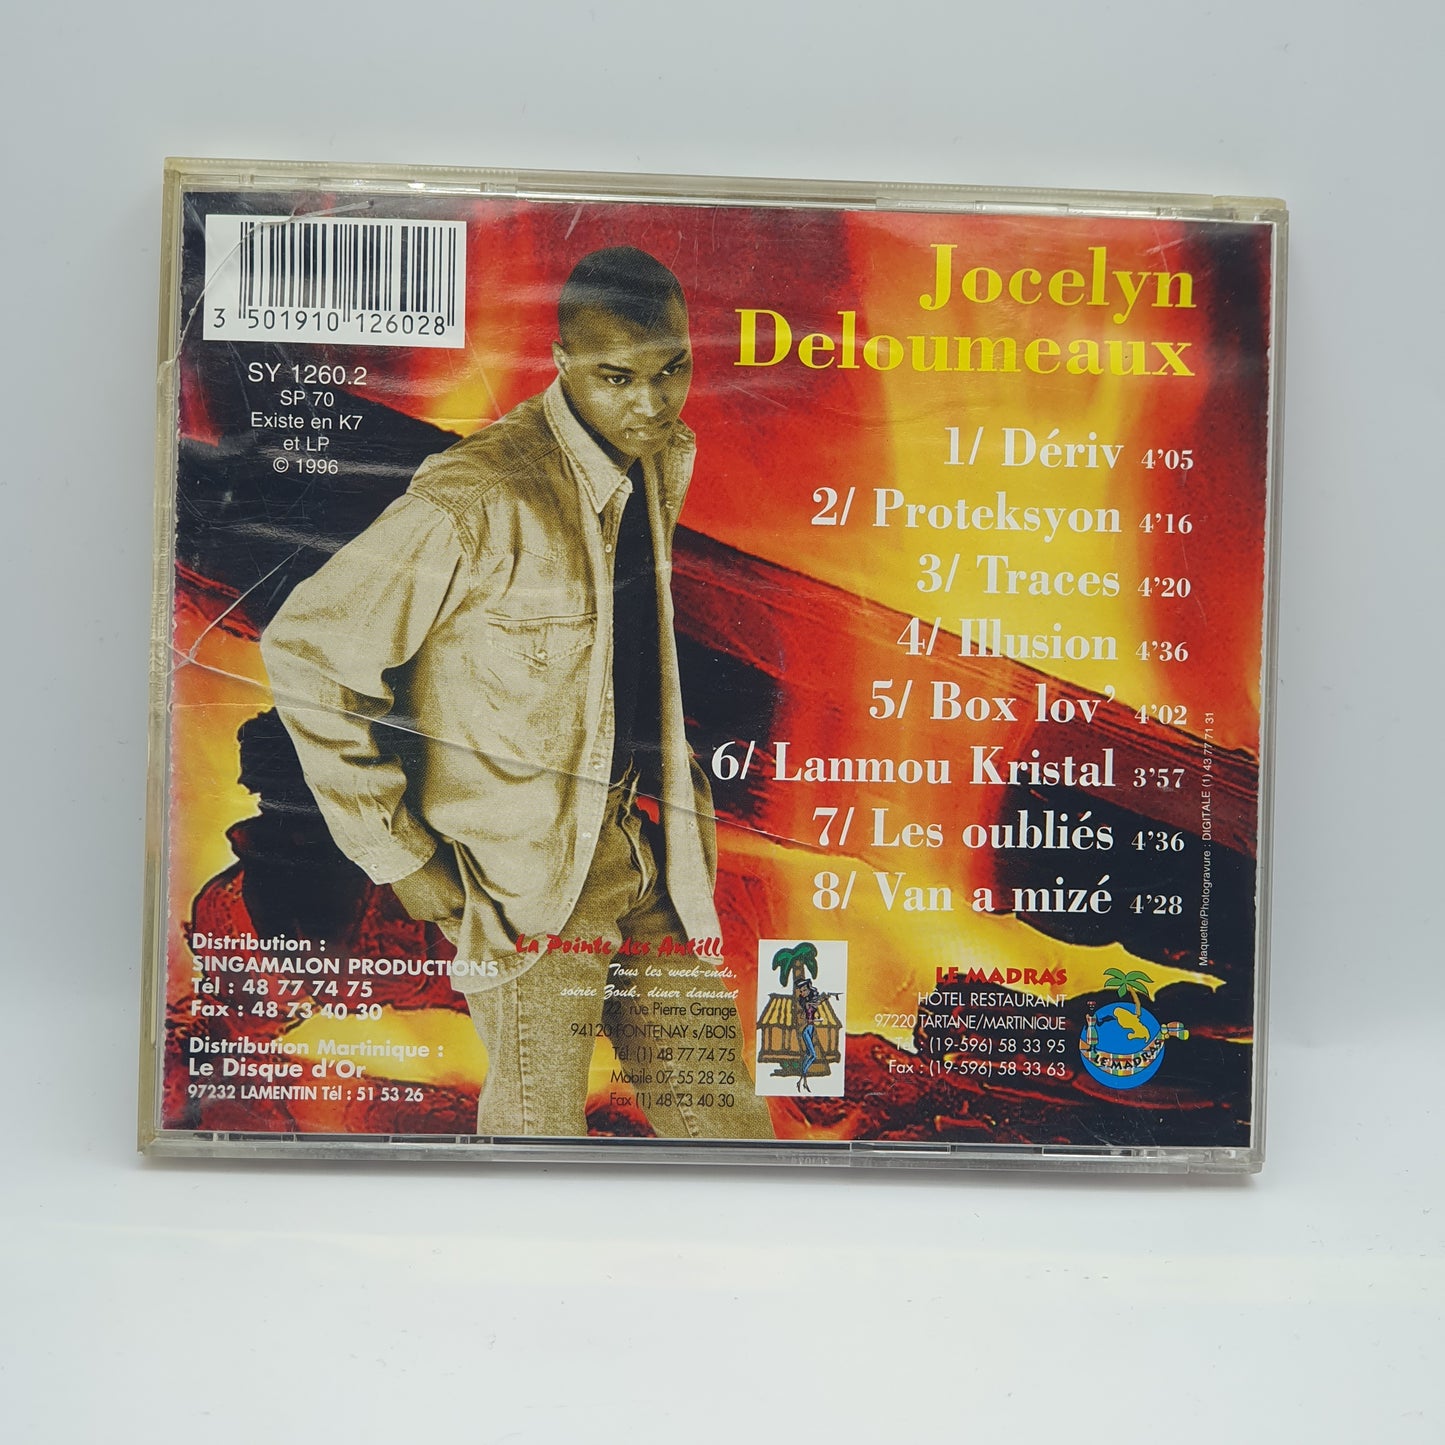 3 501910 126028
SY 1260.2
SP 70
Existe en K7
et LP
© 1996
Jocelyn
Deloumeaux
1/ Dériv 4'05
2/ Proteksyon 4'16
3/ Traces 4'20
4/ Illusion 4'36
5/ Box lov' 4'02
6/ Lanmou Kristal 3'57
7/ Les oubliés 4'36
8/ Van a mizé 4'28
Maquette/Photogravure : DIGITALE (1) 43 77 71 31
Distribution :
SINGAMALON PRODUCTIONS
Tél : 48 77 74 75
Fax : 48 73 40 30
Distribution Martinique :
Le Disque d'Or
97232 LAMENTIN Tél : 51 53 26
La Pointe des Antill
Tous les week-ends,
soirée Zouk, diner dansant
22, rue Pierre Grange
94120 FONTENAY s/BOIS
Tél. (1) 48 77 74 75
Mobile 07 55 28 26
Fax (1) 48 73 40 30
LE MADRAS
HÔTEL RESTAURANT
97220 TARTANE/MARTINIQUE
Tél : (19-596) 58 33 95
Fax : (19-596) 58 33 63
LE MADRAS